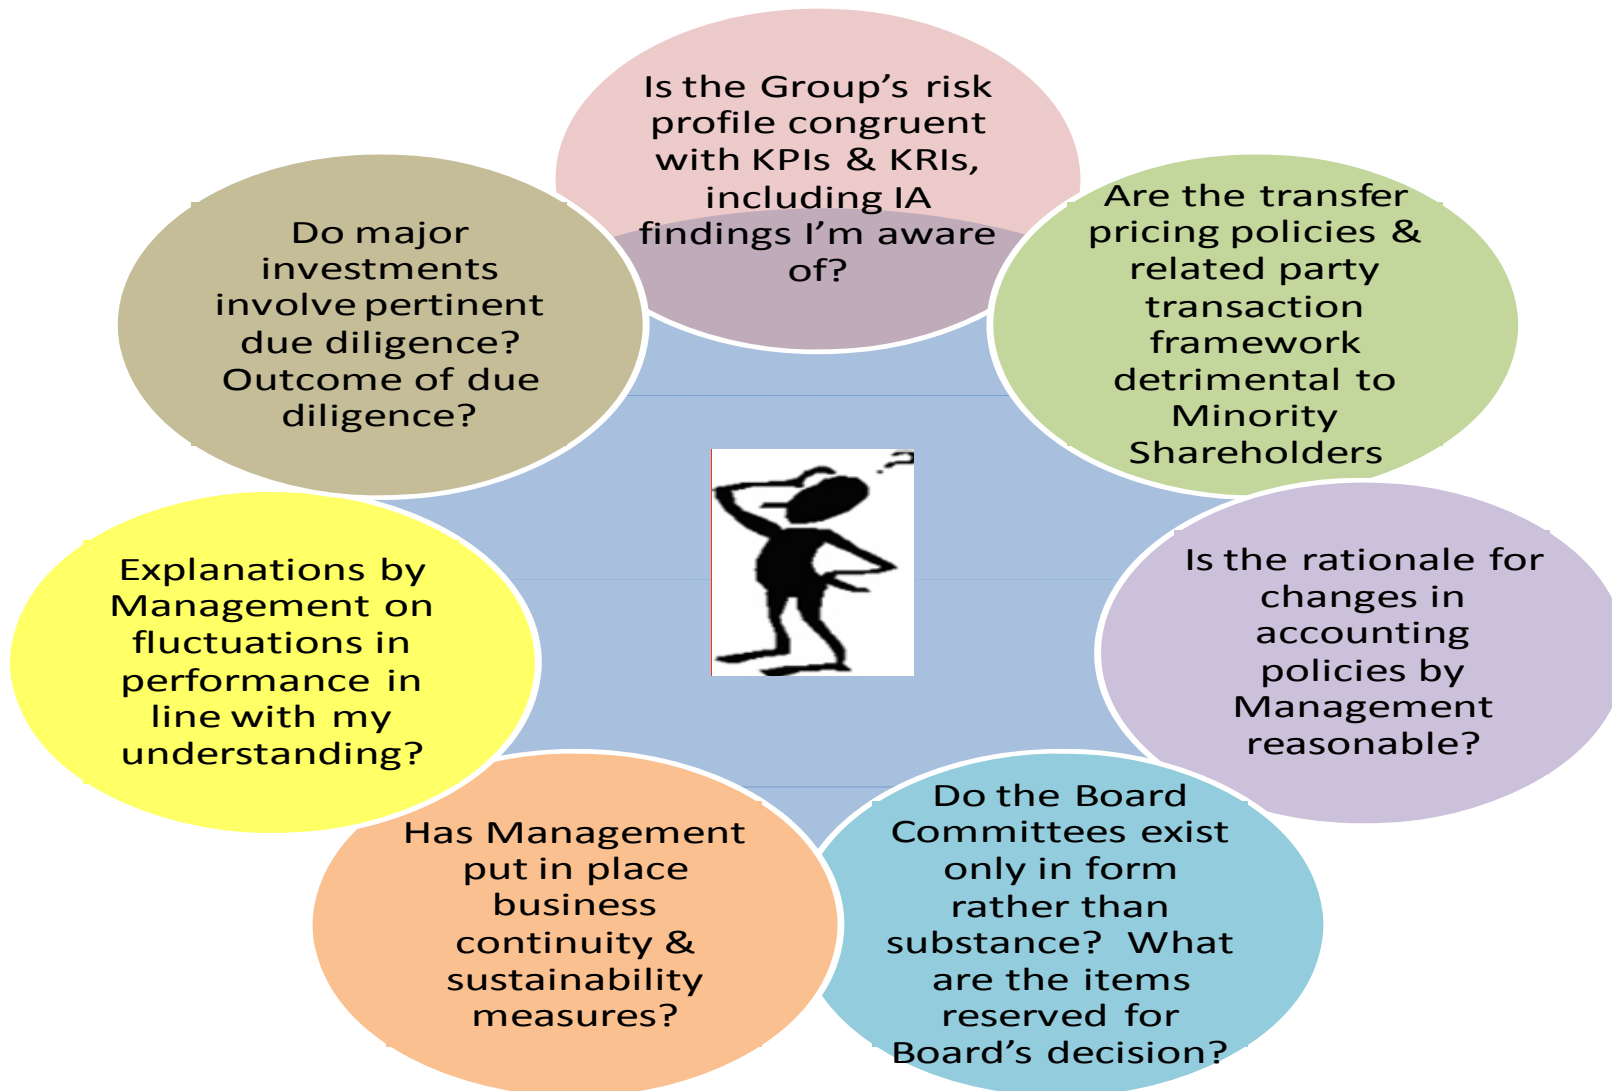 Is the Group’s risk
profile congruent
with KPIs & KRIs,
including IA
findings I’m aware
of?
Are the transfer
pricing policies &
related party
transaction
framework
detrimental to
Minority
Shareholders
Is the rationale for
changes in
accounting
policies by
Management
reasonable?
Do the Board
Committees exist
only in form
rather than
substance?  What
are the items
reserved for
Board’s decision?
Has Management
put in place
business
continuity &
sustainability
measures?
Explanations by
Management on
fluctuations in
performance in
line with my
understanding?
Do major
investments
involve pertinent
due diligence?
Outcome of due
diligence?